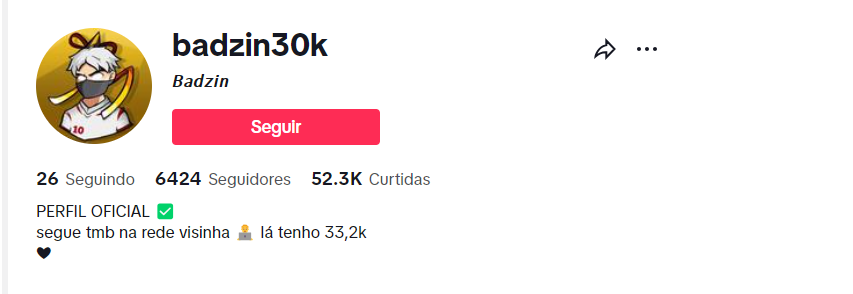 badzin30k
Badzin
Seguir
26 Seguindo 6424 Seguidores 52.3K Curtidas
PERFIL OFICIAL ✅
segue tmb na rede visinha 🧑‍💻 lá tenho 33,2k
🖤
10